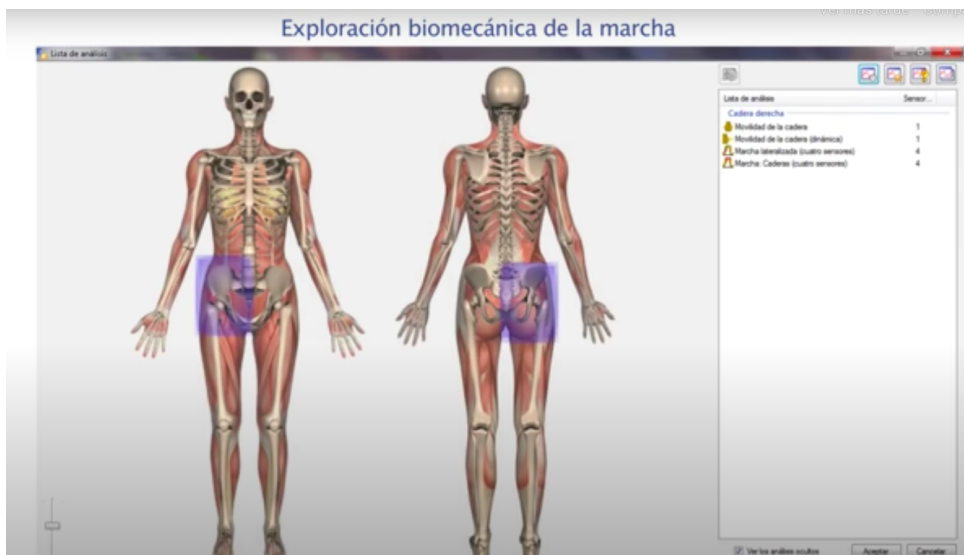 Exploración biomecánica de la marcha
Lista de análisis
Lista de análisis Sensor...
Cadera derecha
Movilidad de la cadera 1
Movilidad de la cadera (dinámica) 1
Marcha lateralizada (cuatro sensores) 4
Marcha: Caderas (cuatro sensores) 4
Ver los análisis ocultos Aceptar Cancelar